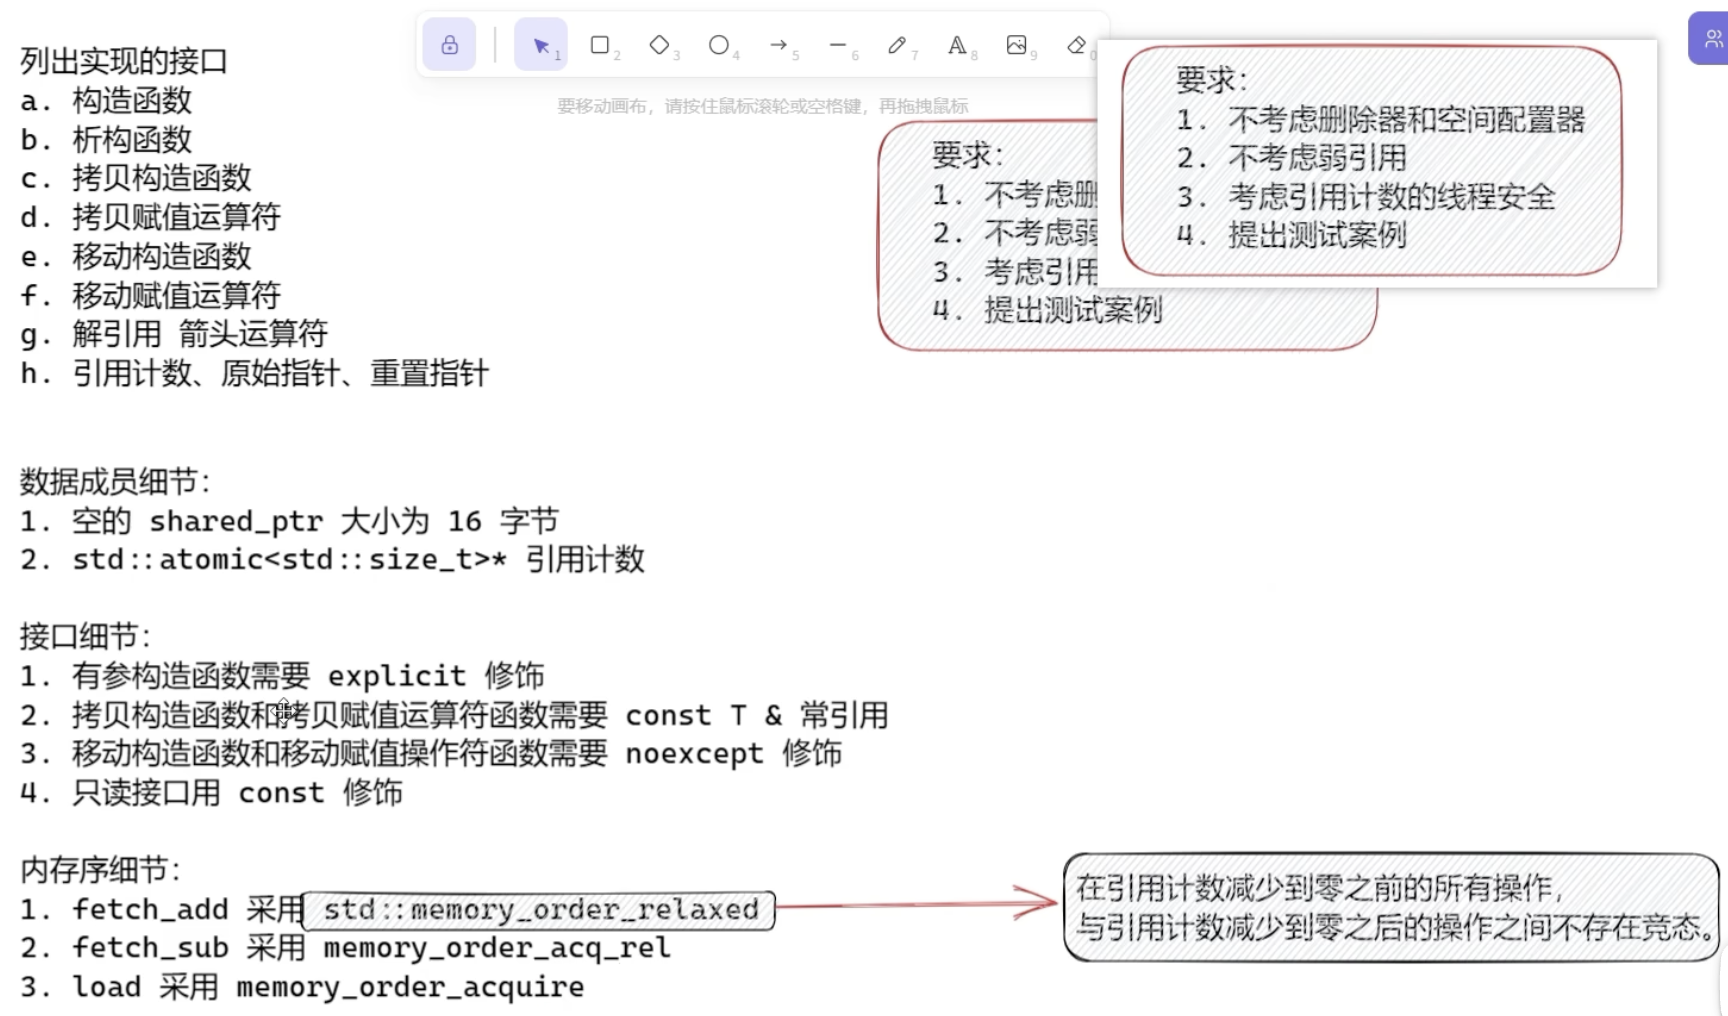 列出实现的接口
a. 构造函数
b. 析构函数
c. 拷贝构造函数
d. 拷贝赋值运算符
e. 移动构造函数
f. 移动赋值运算符
g. 解引用 箭头运算符
h. 引用计数、原始指针、重置指针
1 2 3 4 5 6 7 8 9 0
要移动画布，请按住鼠标滚轮或空格键，再拖拽鼠标
要求：
1. 不考虑删
2. 不考虑弱
3. 考虑引用
4. 提出测试案例
要求：
1. 不考虑删除器和空间配置器
2. 不考虑弱引用
3. 考虑引用计数的线程安全
4. 提出测试案例
数据成员细节：
1. 空的 shared_ptr 大小为 16 字节
2. std::atomic<std::size_t>* 引用计数
接口细节：
1. 有参构造函数需要 explicit 修饰
2. 拷贝构造函数和拷贝赋值运算符函数需要 const T & 常引用
3. 移动构造函数和移动赋值操作符函数需要 noexcept 修饰
4. 只读接口用 const 修饰
内存序细节：
1. fetch_add 采用 std::memory_order_relaxed
2. fetch_sub 采用 memory_order_acq_rel
3. load 采用 memory_order_acquire
在引用计数减少到零之前的所有操作，
与引用计数减少到零之后的操作之间不存在竞态。